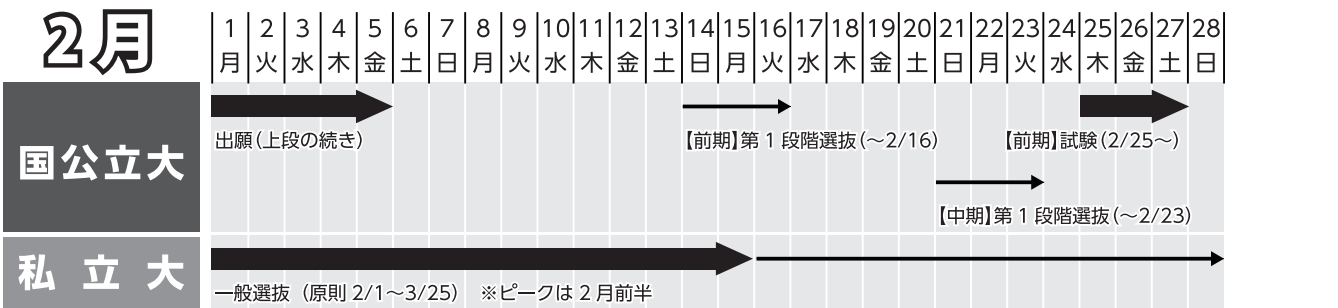 2月
1 2 3 4 5 6 7 8 9 10 11 12 13 14 15 16 17 18 19 20 21 22 23 24 25 26 27 28
月 火 水 木 金 土 日 月 火 水 木 金 土 日 月 火 水 木 金 土 日 月 火 水 木 金 土 日
国公立大
出願(上段の続き)
【前期】第1段階選抜(〜2/16)
【前期】試験(2/25〜)
【中期】第1段階選抜(〜2/23)
私立大
一般選抜(原則2/1〜3/25) ※ピークは2月前半